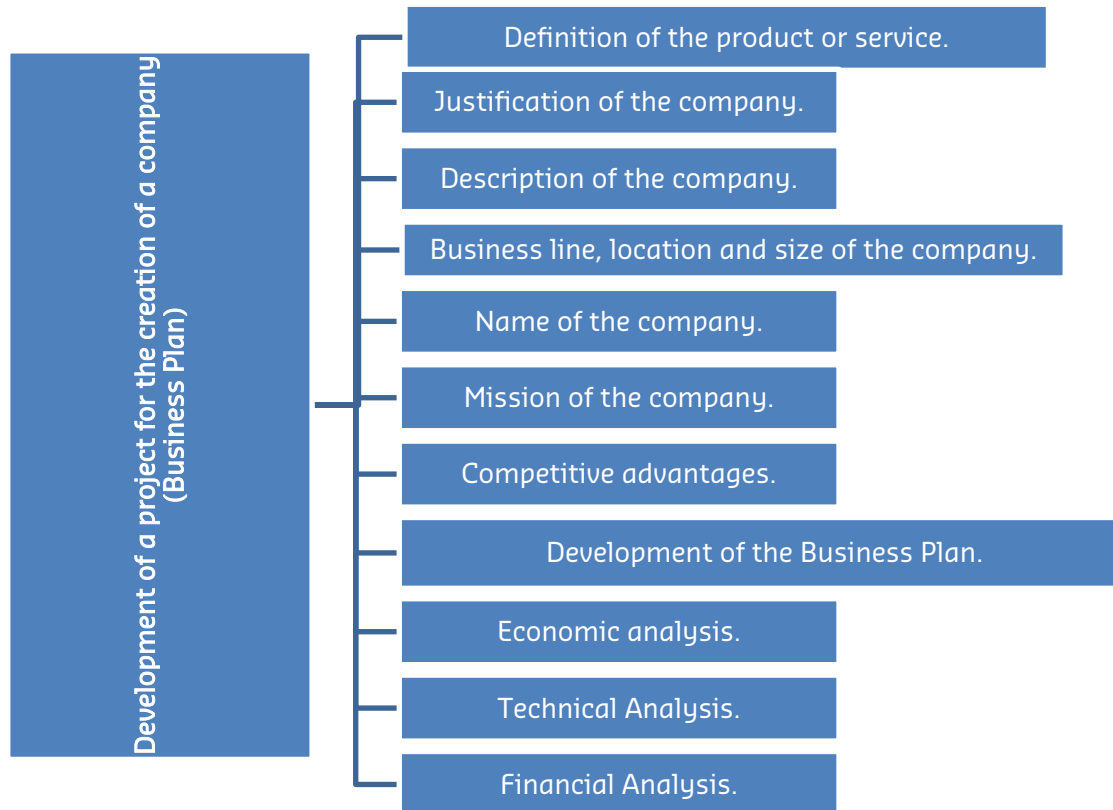 Development of a project for the creation of a company
(Business Plan)
Definition of the product or service.
Justification of the company.
Description of the company.
Business line, location and size of the company.
Name of the company.
Mission of the company.
Competitive advantages.
Development of the Business Plan.
Economic analysis.
Technical Analysis.
Financial Analysis.